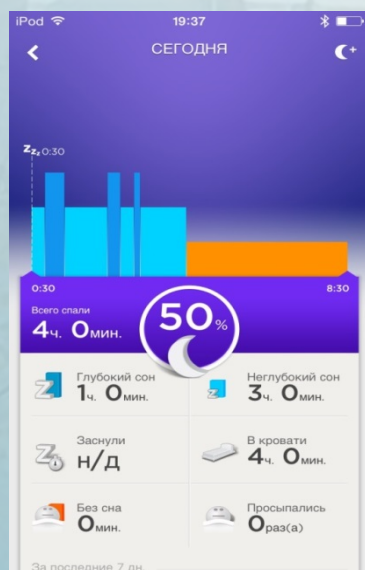 iPod 19:37
СЕГОДНЯ
Zzz 0:30
0:30 8:30
Всего спали
4ч. 0мин.
50%
Глубокий сон
1ч. 0мин.
Неглубокий сон
3ч. 0мин.
Заснули
н/д
В кровати
4ч. 0мин.
Без сна
0мин.
Просыпались
0раз(а)
За последние 7 дн.